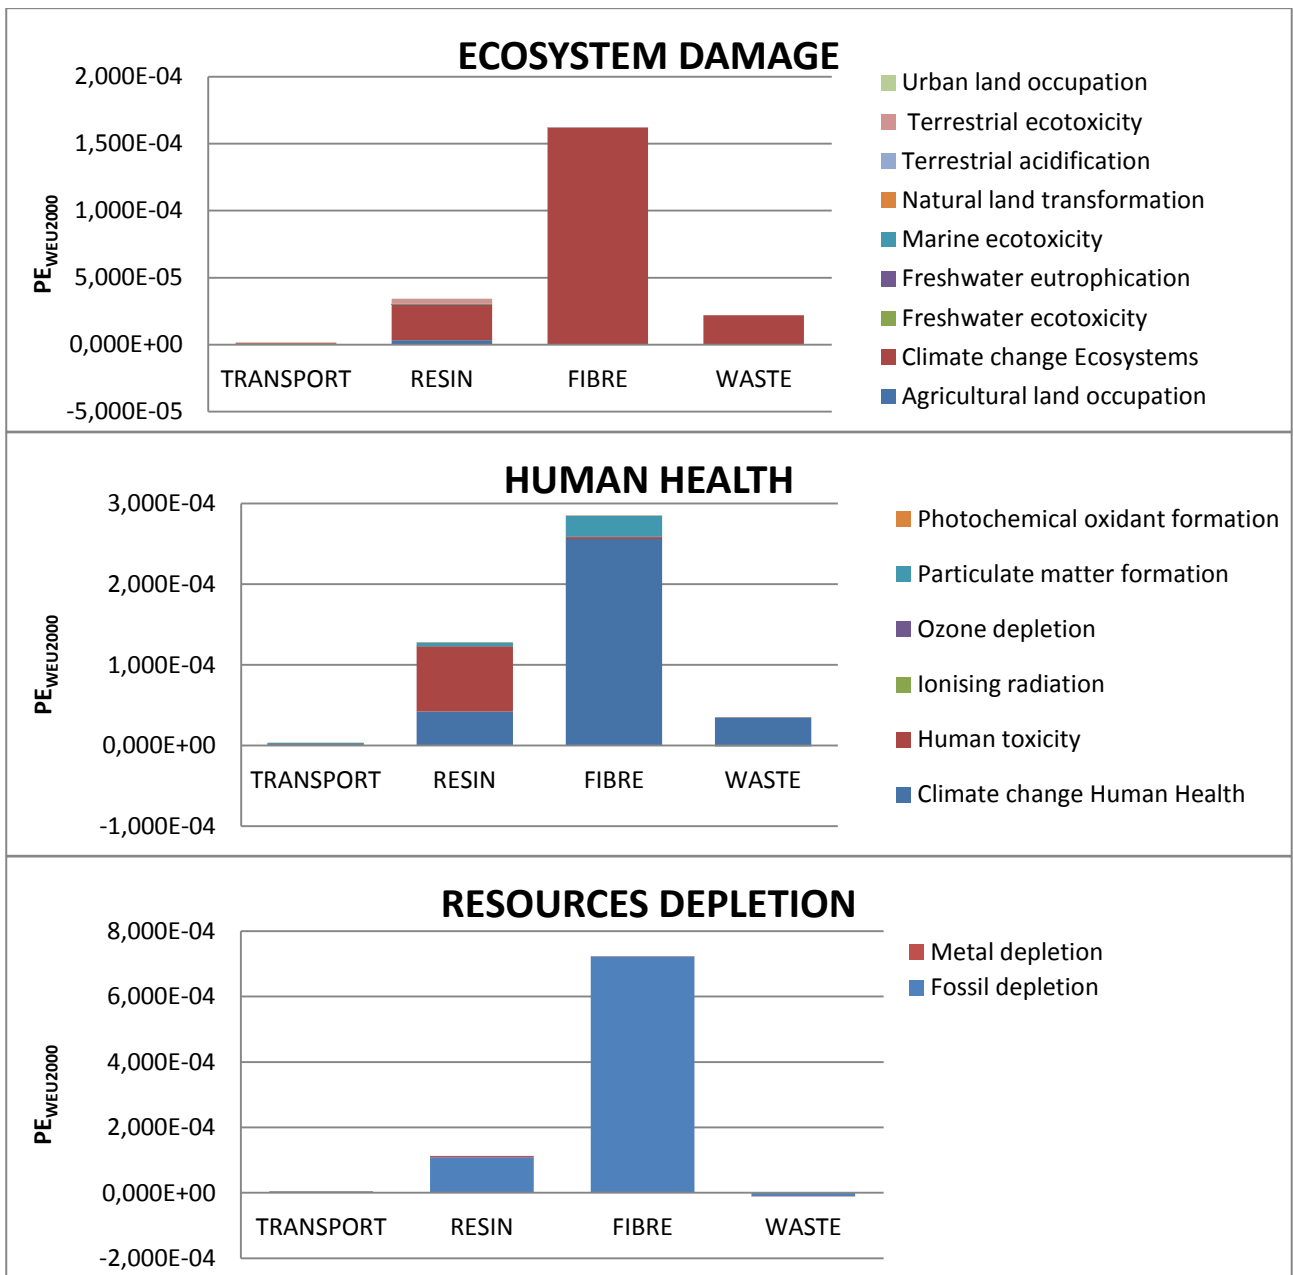 ECOSYSTEM DAMAGE
2,000E-04
1,500E-04
1,000E-04
5,000E-05
0,000E+00
-5,000E-05
PEWEU2000
TRANSPORT RESIN FIBRE WASTE
Urban land occupation
Terrestrial ecotoxicity
Terrestrial acidification
Natural land transformation
Marine ecotoxicity
Freshwater eutrophication
Freshwater ecotoxicity
Climate change Ecosystems
Agricultural land occupation
HUMAN HEALTH
3,000E-04
2,000E-04
1,000E-04
0,000E+00
-1,000E-04
PEWEU2000
TRANSPORT RESIN FIBRE WASTE
Photochemical oxidant formation
Particulate matter formation
Ozone depletion
Ionising radiation
Human toxicity
Climate change Human Health
RESOURCES DEPLETION
8,000E-04
6,000E-04
4,000E-04
2,000E-04
0,000E+00
-2,000E-04
PEWEU2000
TRANSPORT RESIN FIBRE WASTE
Metal depletion
Fossil depletion